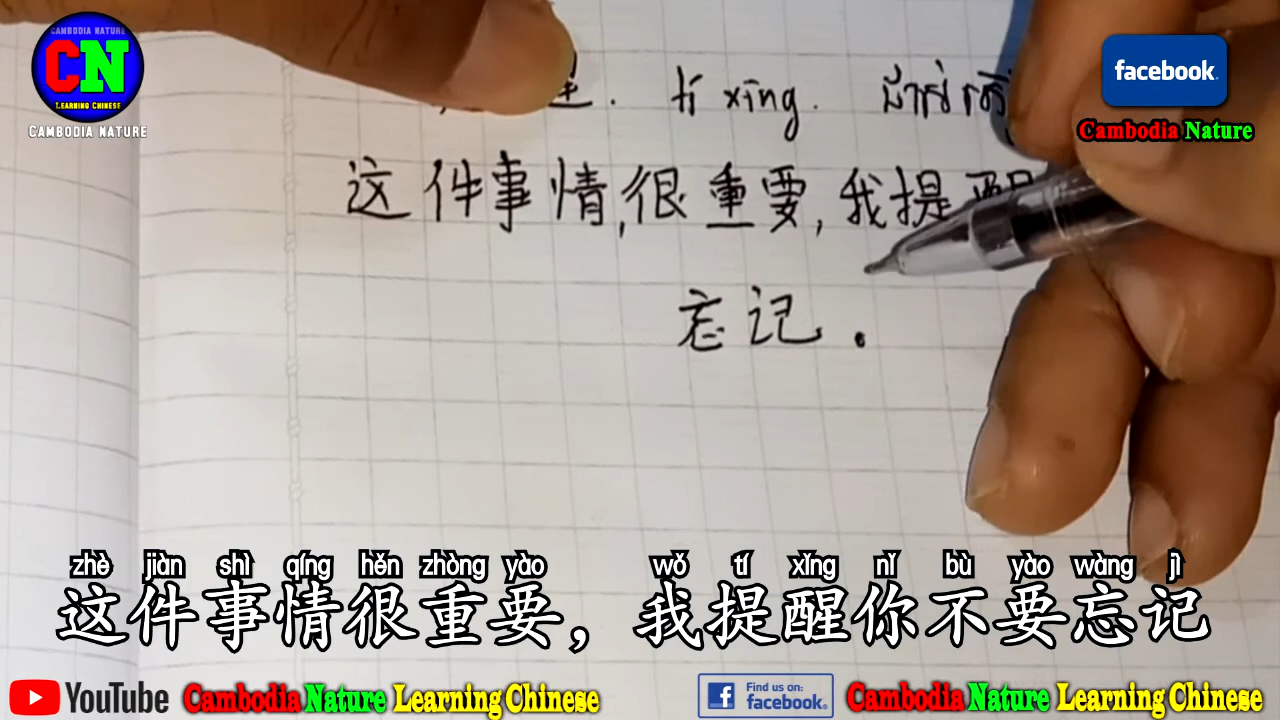 CAMBODIA NATURE
CN
T.Learning Chinese
CAMBODIA NATURE
facebook
Cambodia Nature
tí xǐng.
这件事情,很重要,我提醒
忘记.
zhè jiàn shì qíng hěn zhòng yào wǒ tí xǐng nǐ bù yào wàng jì
这件事情很重要，我提醒你不要忘记
YouTube Cambodia Nature Learning Chinese
Find us on: facebook. Cambodia Nature Learning Chinese